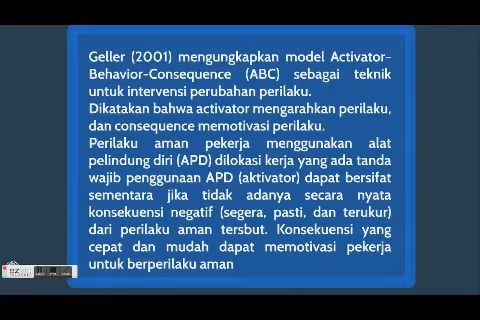 Geller (2001) mengungkapkan model Activator-
Behavior-Consequence (ABC) sebagai teknik
untuk intervensi perubahan perilaku.
Dikatakan bahwa activator mengarahkan perilaku,
dan consequence memotivasi perilaku.
Perilaku aman pekerja menggunakan alat
pelindung diri (APD) dilokasi kerja yang ada tanda
wajib penggunaan APD (aktivator) dapat bersifat
sementara jika tidak adanya secara nyata
konsekuensi negatif (segera, pasti, dan terukur)
dari perilaku aman tersbut. Konsekuensi yang
cepat dan mudah dapat memotivasi pekerja
untuk berperilaku aman